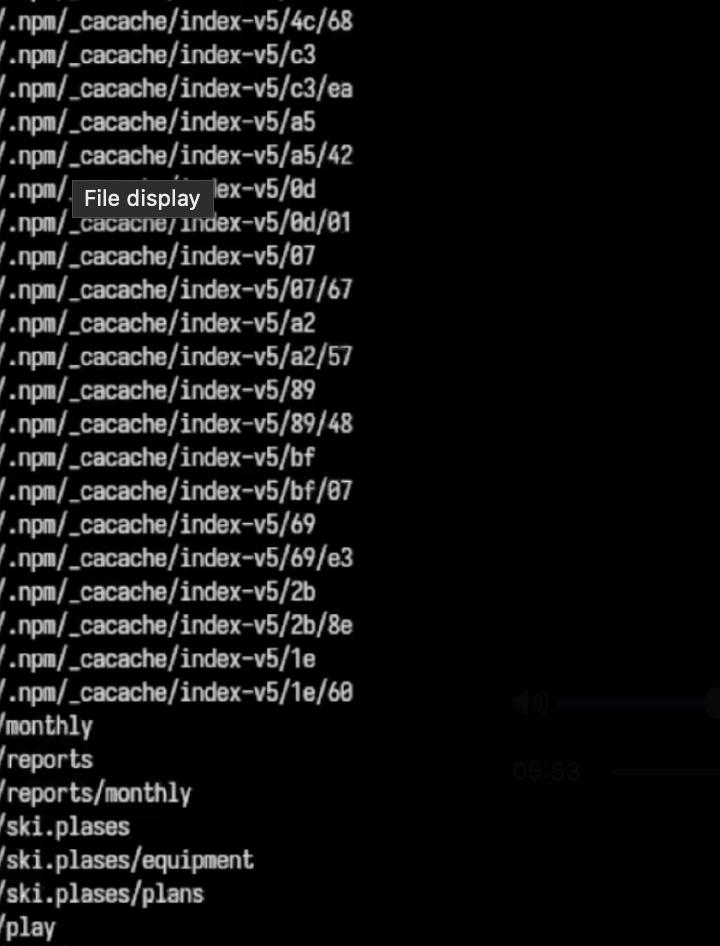 /.npm/_cacache/index-v5/4c/68
/.npm/_cacache/index-v5/c3
/.npm/_cacache/index-v5/c3/ea
/.npm/_cacache/index-v5/a5
/.npm/_cacache/index-v5/a5/42
/.npm/ ex-v5/0d
File display
/.npm/_cacache/index-v5/0d/01
/.npm/_cacache/index-v5/07
/.npm/_cacache/index-v5/07/67
/.npm/_cacache/index-v5/a2
/.npm/_cacache/index-v5/a2/57
/.npm/_cacache/index-v5/89
/.npm/_cacache/index-v5/89/48
/.npm/_cacache/index-v5/bf
/.npm/_cacache/index-v5/bf/07
/.npm/_cacache/index-v5/69
/.npm/_cacache/index-v5/69/e3
/.npm/_cacache/index-v5/2b
/.npm/_cacache/index-v5/2b/8e
/.npm/_cacache/index-v5/1e
/.npm/_cacache/index-v5/1e/60
/monthly
/reports
05:53
/reports/monthly
/ski.plases
/ski.plases/equipment
/ski.plases/plans
/play